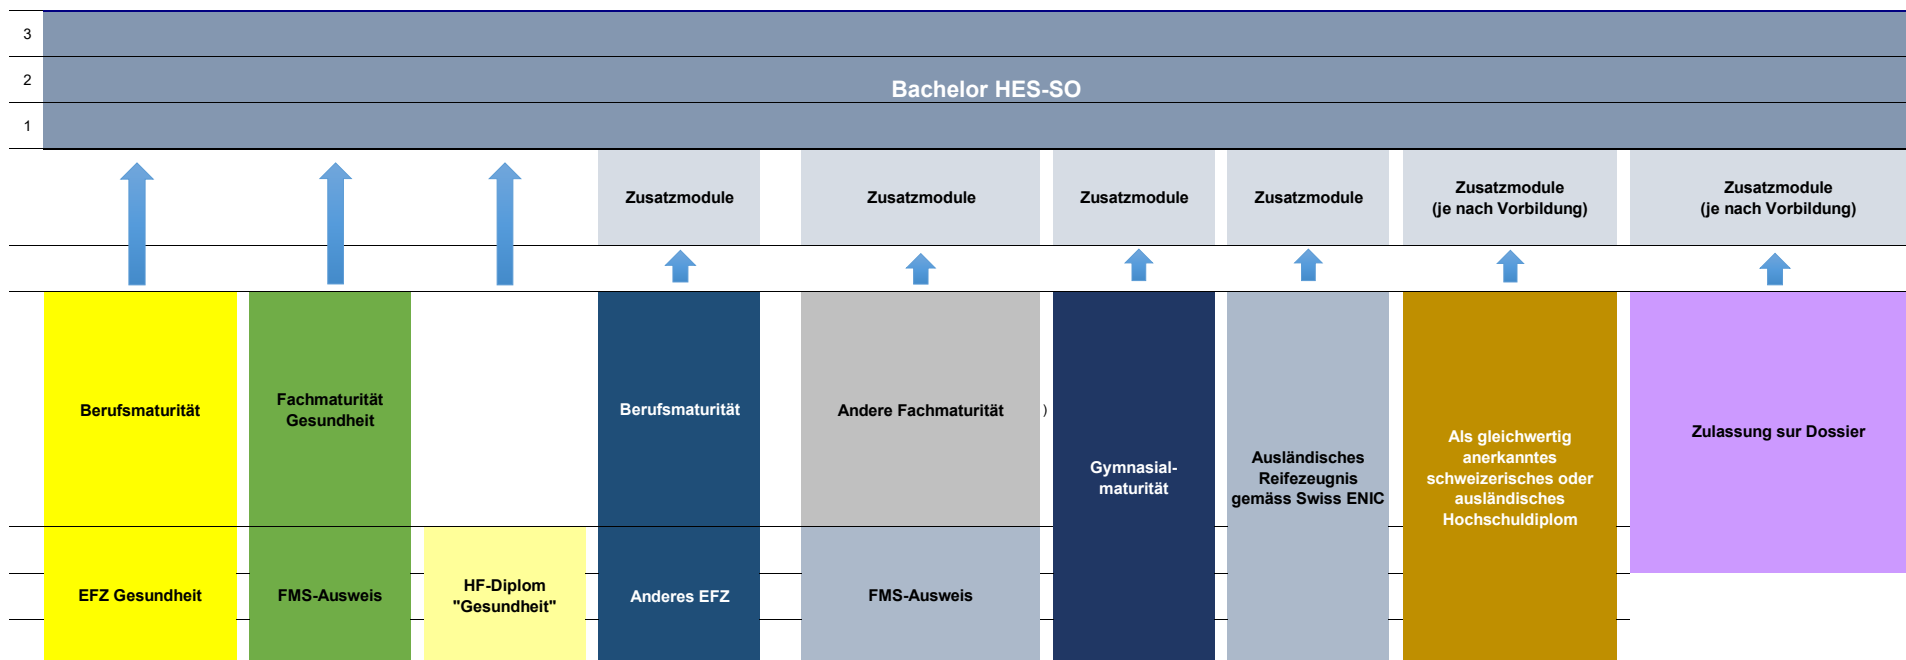 3
2
Bachelor HES-SO
1
Zusatzmodule
Zusatzmodule
Zusatzmodule
Zusatzmodule
Zusatzmodule
(je nach Vorbildung)
Zusatzmodule
(je nach Vorbildung)
Berufsmaturität
Fachmaturität
Gesundheit
Berufsmaturität
Andere Fachmaturität
)
Gymnasial-
maturität
Ausländisches
Reifezeugnis
gemäss Swiss ENIC
Als gleichwertig
anerkanntes
schweizerisches oder
ausländisches
Hochschuldiplom
Zulassung sur Dossier
EFZ Gesundheit
FMS-Ausweis
HF-Diplom
"Gesundheit"
Anderes EFZ
FMS-Ausweis